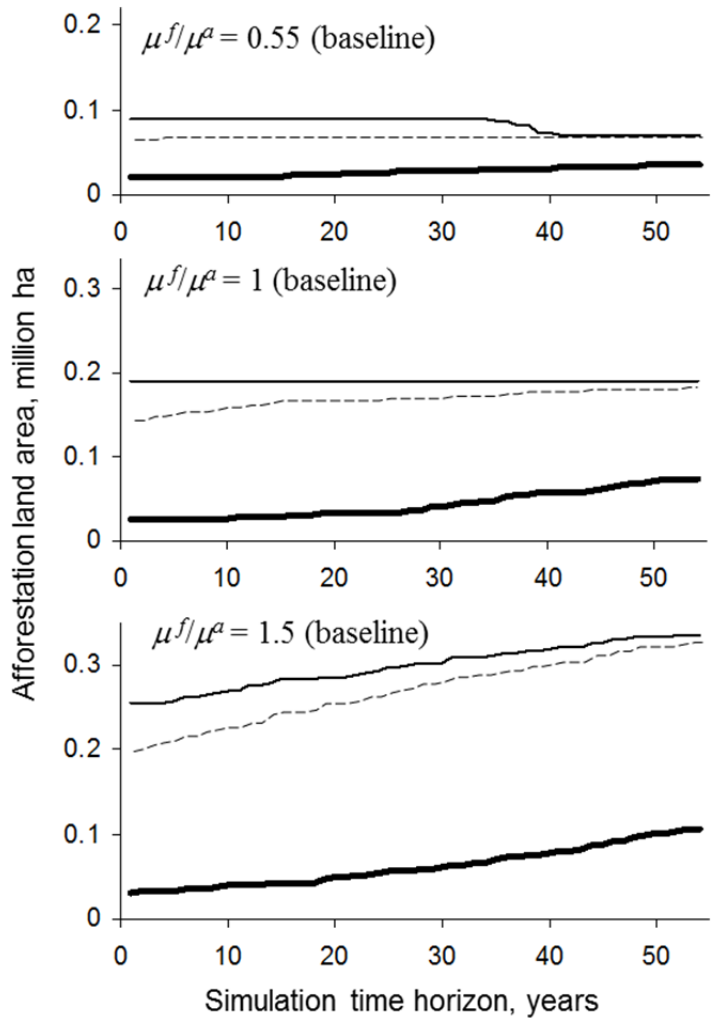 0.2
μf/μa = 0.55 (baseline)
0.1
0
0 10 20 30 40 50
0.3
μf/μa = 1 (baseline)
0.2
0.1
0
0 10 20 30 40 50
μf/μa = 1.5 (baseline)
0.3
0.2
0.1
0
0 10 20 30 40 50
Afforestation land area, million ha
Simulation time horizon, years